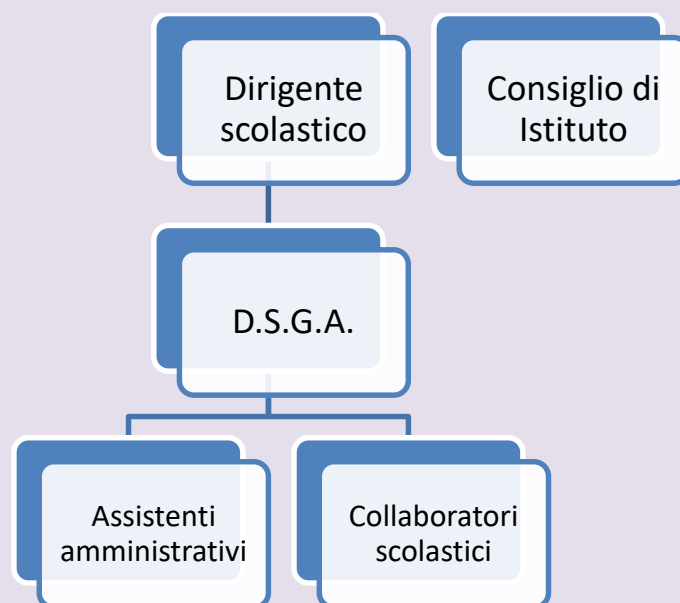 Dirigente
scolastico
Consiglio di
Istituto
D.S.G.A.
Assistenti
amministrativi
Collaboratori
scolastici